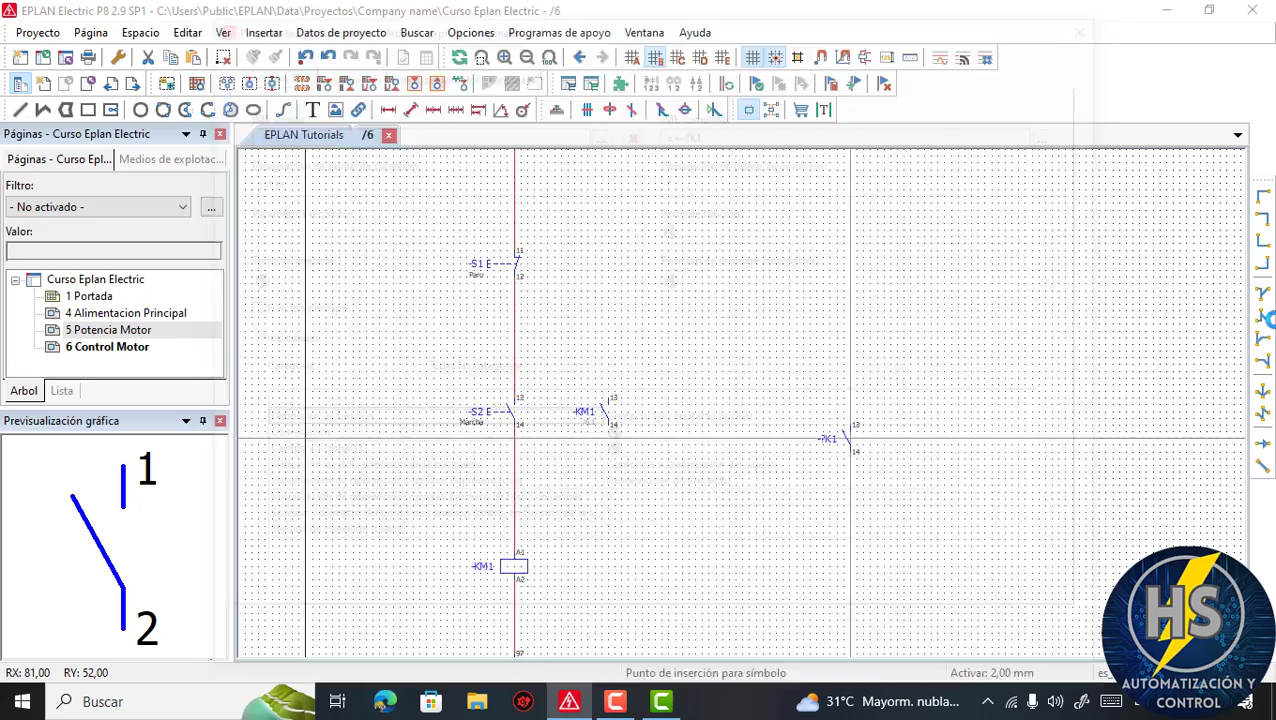 EPLAN Electric P8 2.9 SP1 - C:\Users\Public\EPLAN\Data\Proyectos\Company name\Curso Eplan Electric - /6
Proyecto Página Espacio Editar Ver Insertar Datos de proyecto Buscar Opciones Programas de apoyo Ventana Ayuda
Páginas - Curso Eplan Electric
EPLAN Tutorials /6
Páginas - Curso Epl... Medios de explotac...
Filtro:
- No activado - ...
Valor:
Curso Eplan Electric
1 Portada
4 Alimentacion Principal
5 Potencia Motor
6 Control Motor
Arbol Lista
Previsualización gráfica
1
2
11
-S1
Paro
12
13
-S2
Marcha
14
13
-KM1
14
13
-?K1
14
A1
-KM1
A2
97
HS
AUTOMATIZACIÓN Y
CONTROL
RX: 81,00 RY: 52,00 Punto de inserción para símbolo Activar: 2,00 mm
Buscar 31°C Mayorm. nubla...